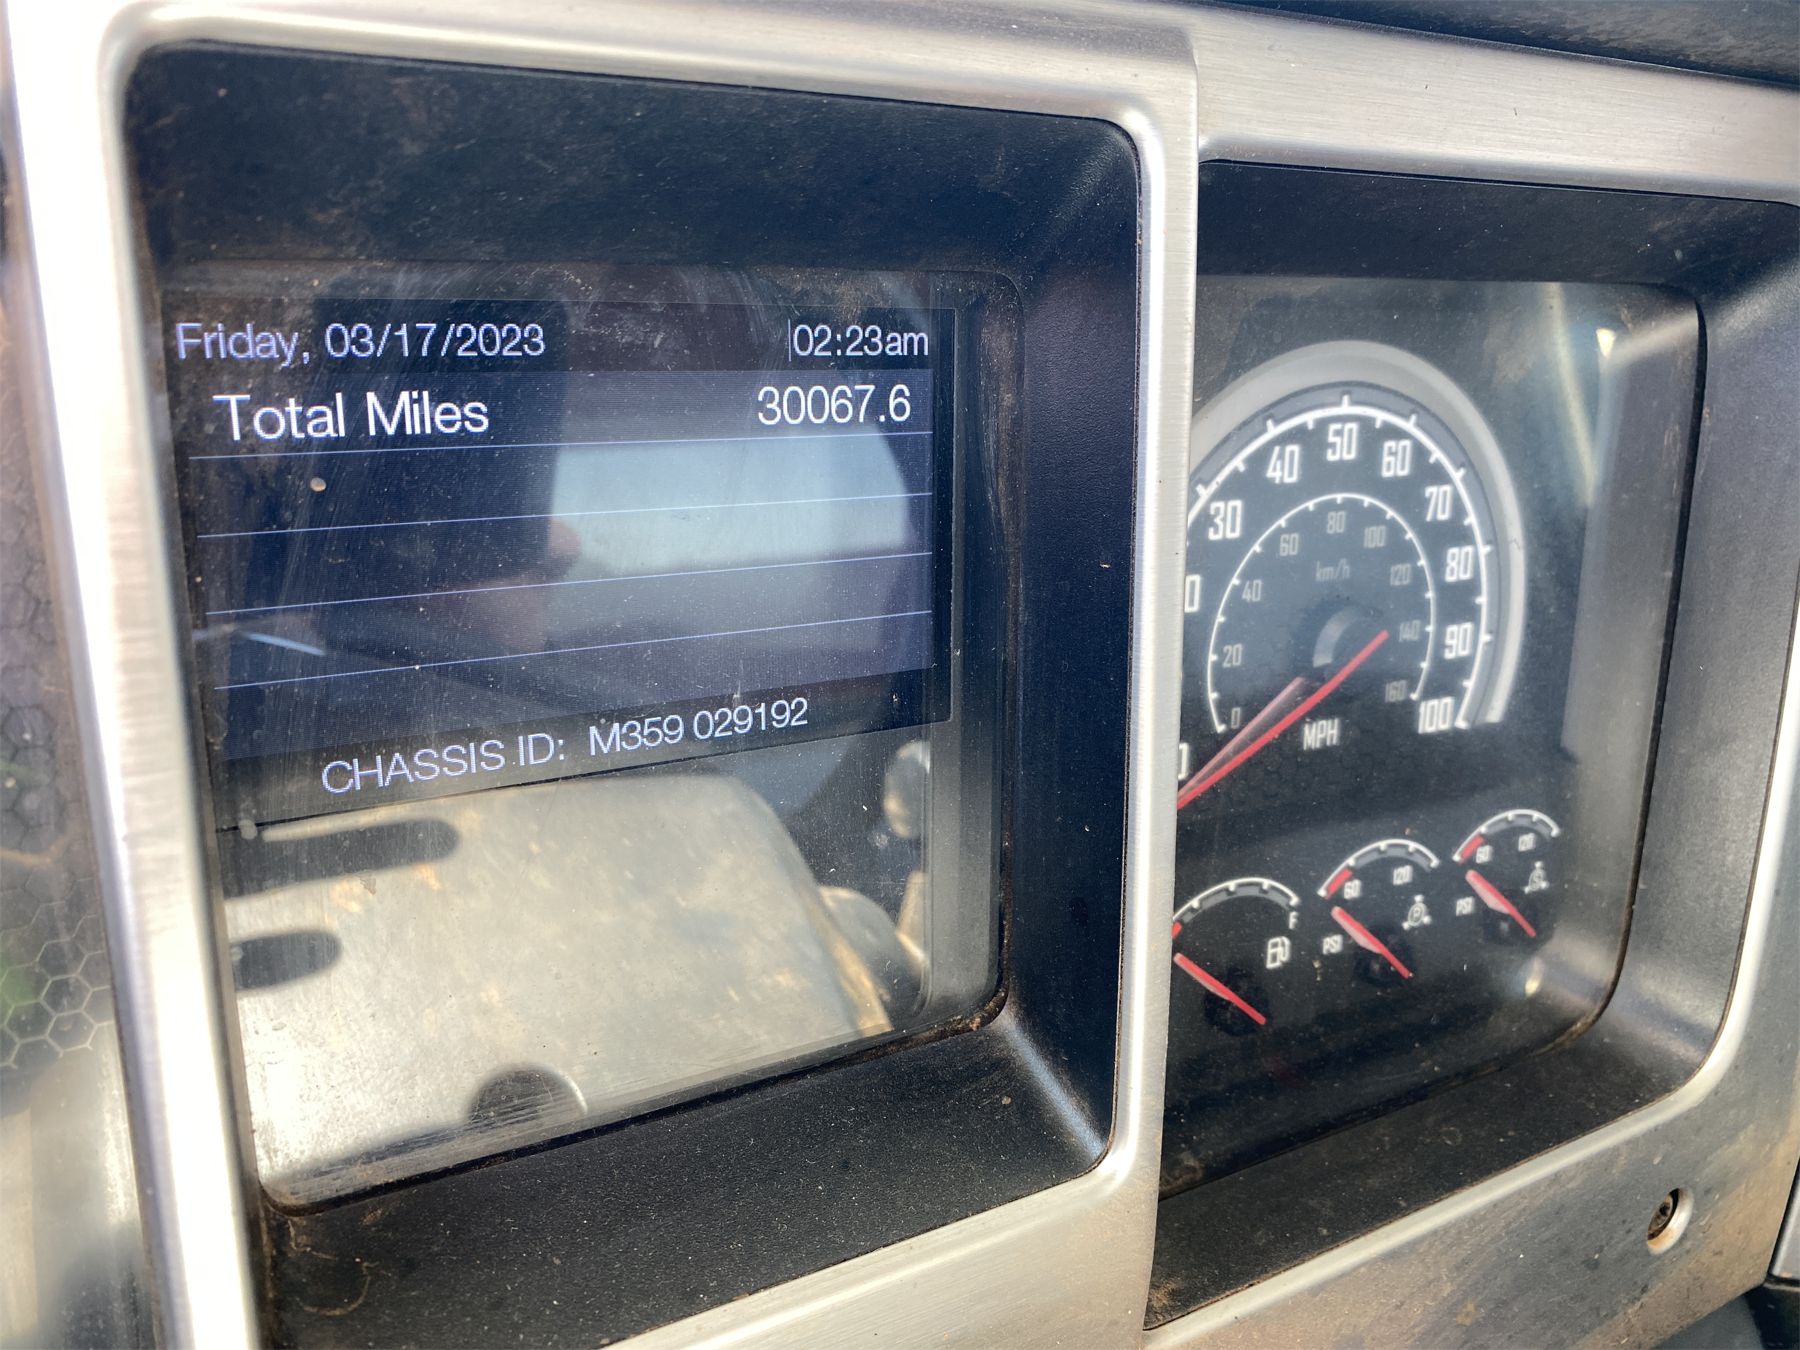 Friday, 03/17/2023 02:23am
Total Miles 30067.6
CHASSIS ID: M359 029192
30 40 50 60 70 80 90 100
0 20 40 60 80 100 120 140 160
km/h
MPH
F
60 120
PSI
60 120
PSI